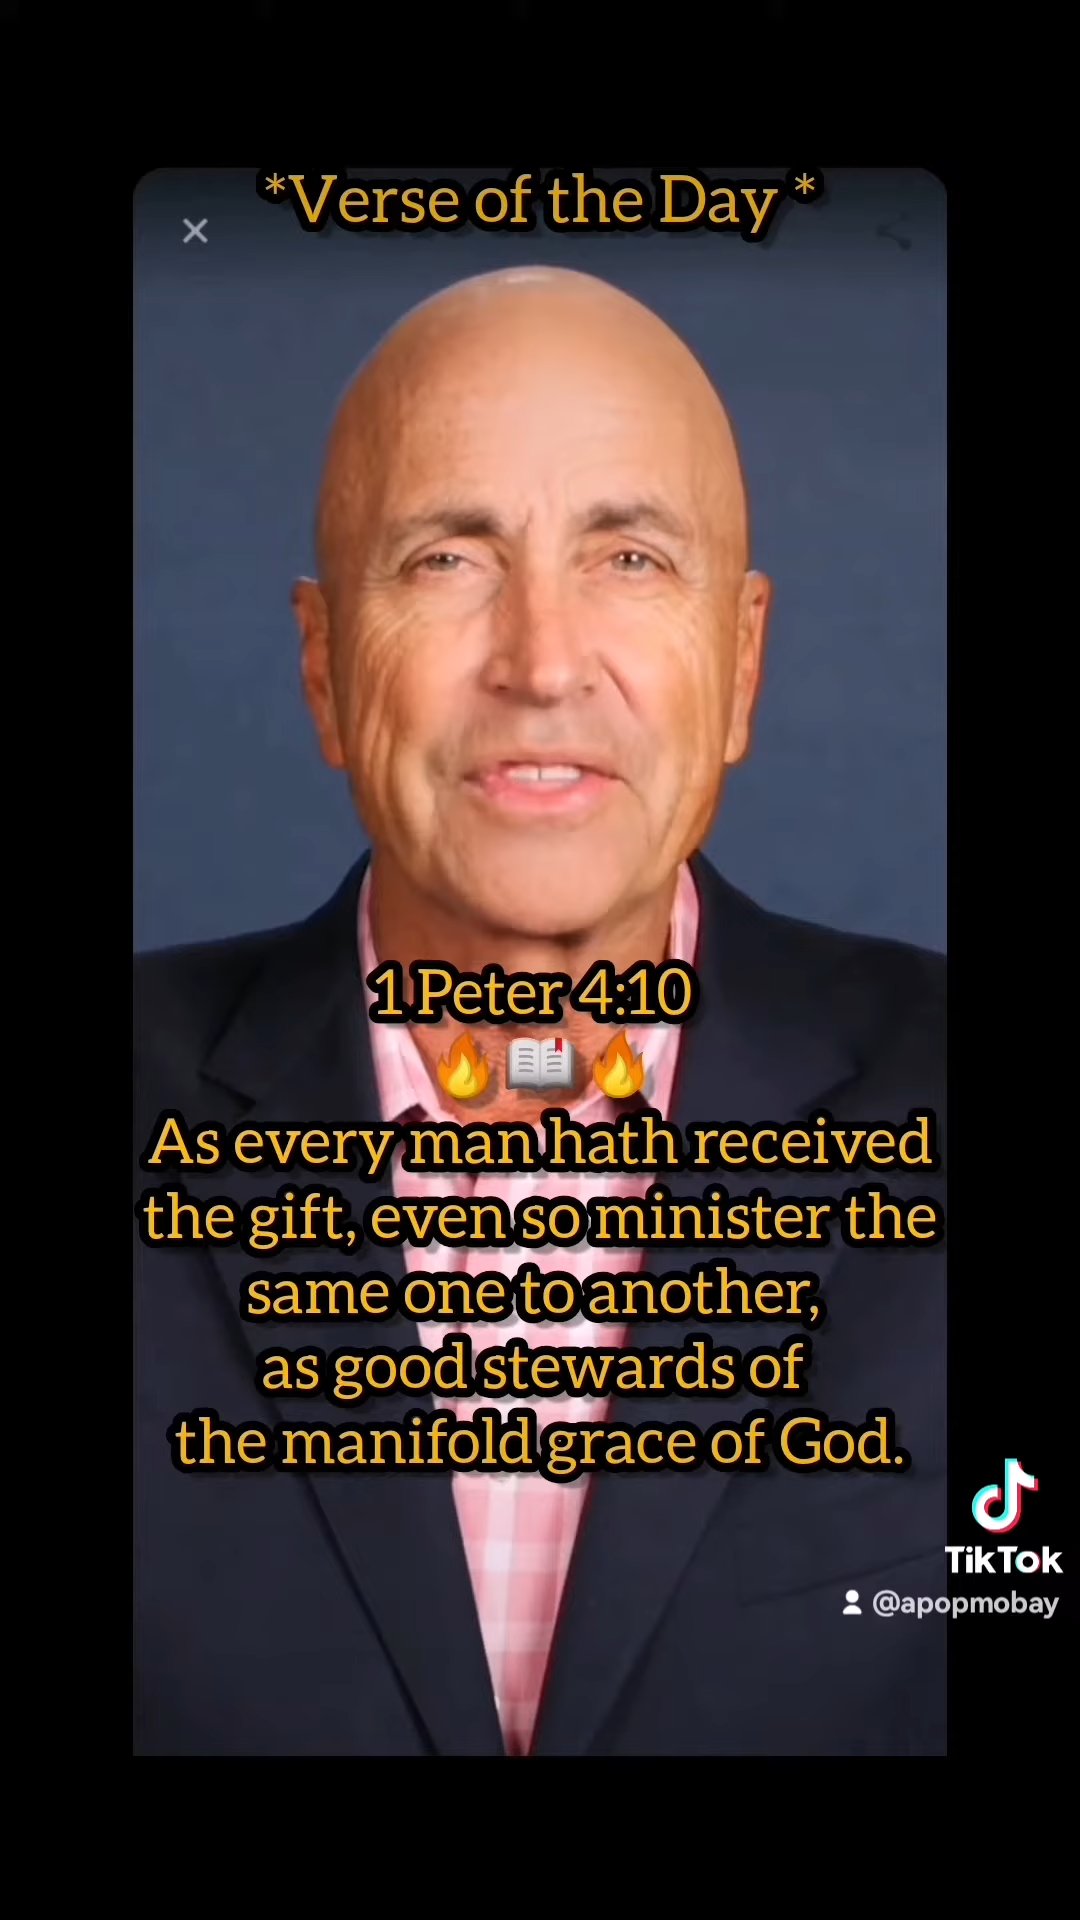 *Verse of the Day *
1 Peter 4:10
🔥📖🔥
As every man hath received
the gift, even so minister the
same one to another,
as good stewards of
the manifold grace of God.
TikTok
@apopmobay